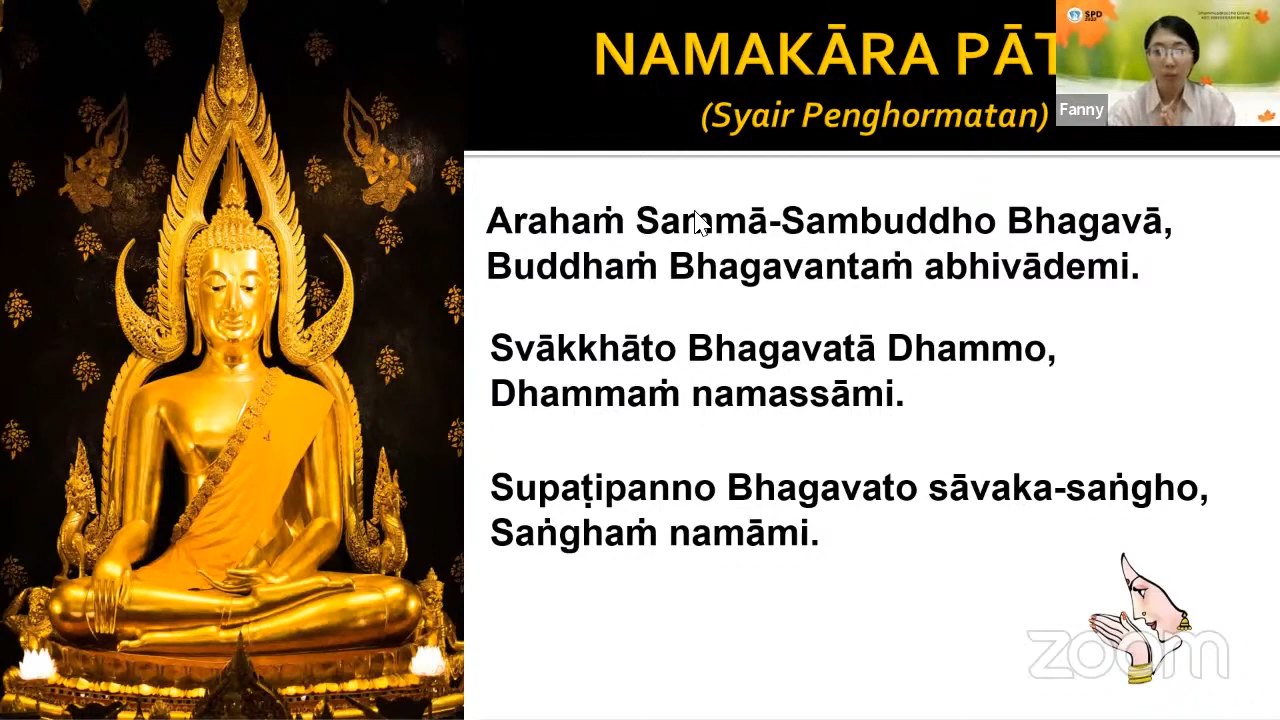 NAMAKĀRA PĀT
(Syair Penghormatan)
SPD
Fanny
Arahaṁ Sammā-Sambuddho Bhagavā,
Buddhaṁ Bhagavantaṁ abhivādemi.
Svākkhāto Bhagavatā Dhammo,
Dhammaṁ namassāmi.
Supaṭipanno Bhagavato sāvaka-saṅgho,
Saṅghaṁ namāmi.
zoom